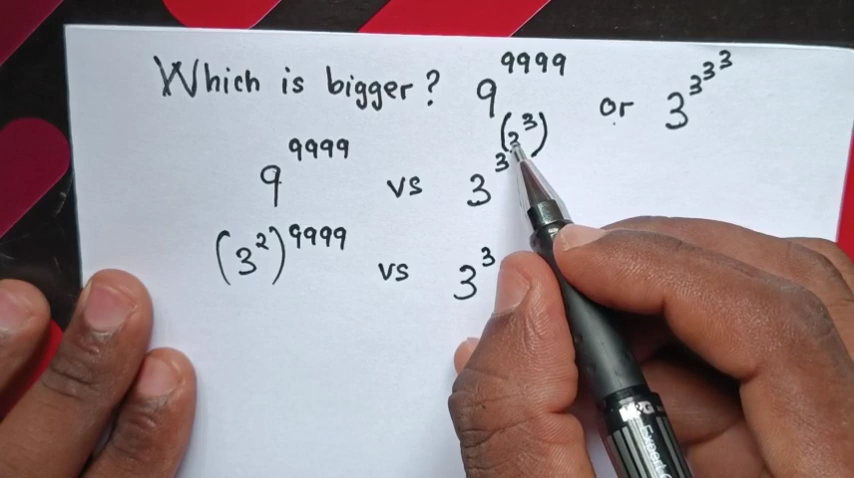 Which is bigger? 9^9999 or 3^3^3^3
9^9999 vs 3^3^(3^3)
(3^2)^9999 vs 3^3
M&G
Expert